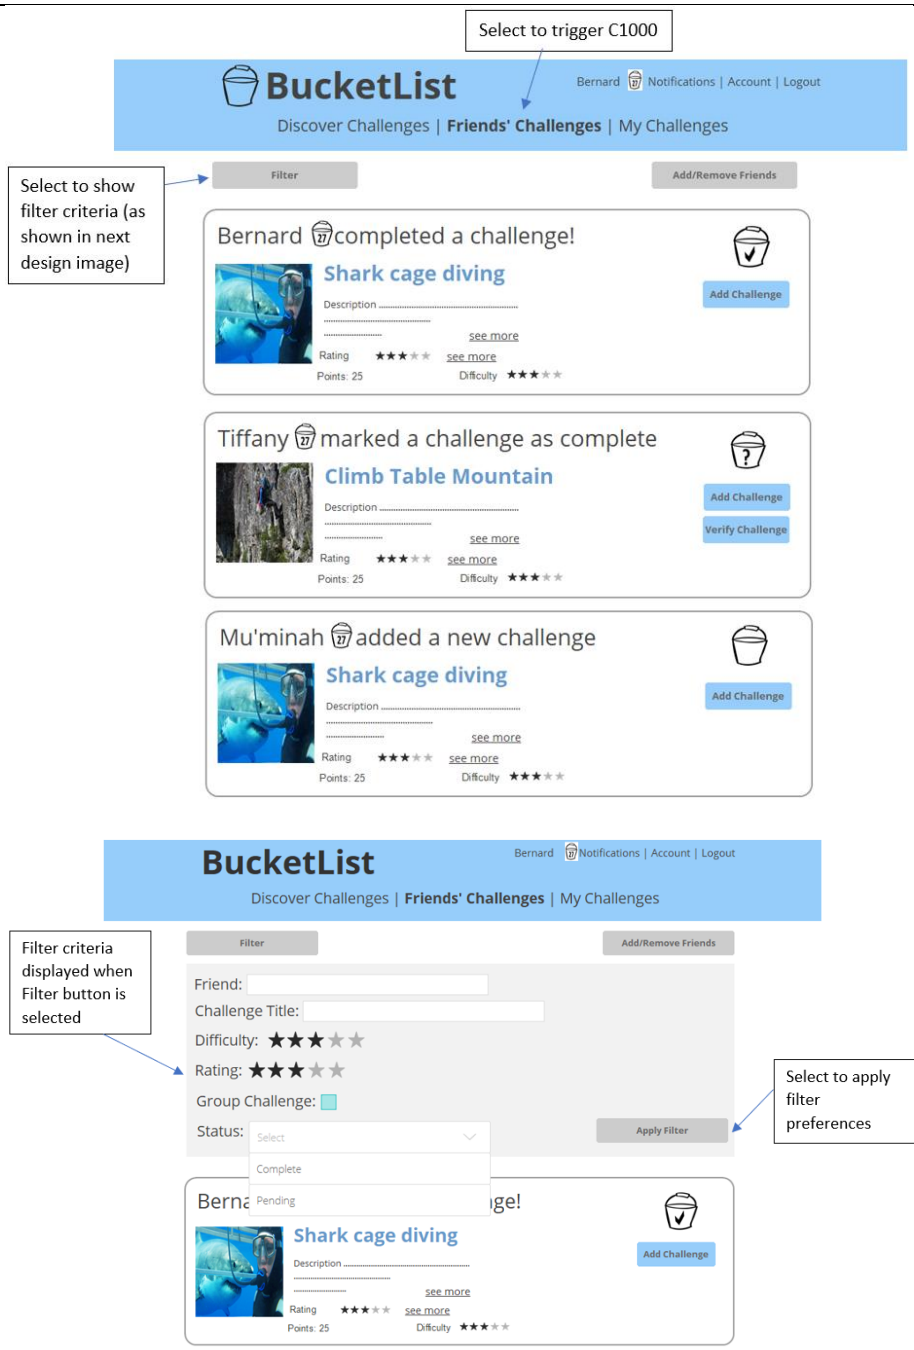 Select to trigger C1000
BucketList
Bernard 27 Notifications | Account | Logout
Discover Challenges | Friends' Challenges | My Challenges
Select to show
filter criteria (as
shown in next
design image)
Filter
Add/Remove Friends
Bernard 27 completed a challenge!
Shark cage diving
Add Challenge
Description ........................................................
...........................................
........................ see more
Rating ★★★★★ see more
Points: 25 Difficulty ★★★★★
Tiffany 27 marked a challenge as complete
?
Climb Table Mountain
Add Challenge
Description ........................................................
Verify Challenge
...........................................
........................ see more
Rating ★★★★★ see more
Points: 25 Difficulty ★★★★★
Mu'minah 27 added a new challenge
Shark cage diving
Add Challenge
Description ........................................................
...........................................
........................ see more
Rating ★★★★★ see more
Points: 25 Difficulty ★★★★★
BucketList
Bernard 27 Notifications | Account | Logout
Discover Challenges | Friends' Challenges | My Challenges
Filter criteria
displayed when
Filter button is
selected
Filter
Add/Remove Friends
Friend:
Challenge Title:
Difficulty: ★★★★★
Rating: ★★★★★
Group Challenge:
Status: Select
Complete
Pending
Apply Filter
Select to apply
filter
preferences
Berna
ge!
Shark cage diving
Add Challenge
Description ........................................................
...........................................
........................ see more
Rating ★★★★★ see more
Points: 25 Difficulty ★★★★★